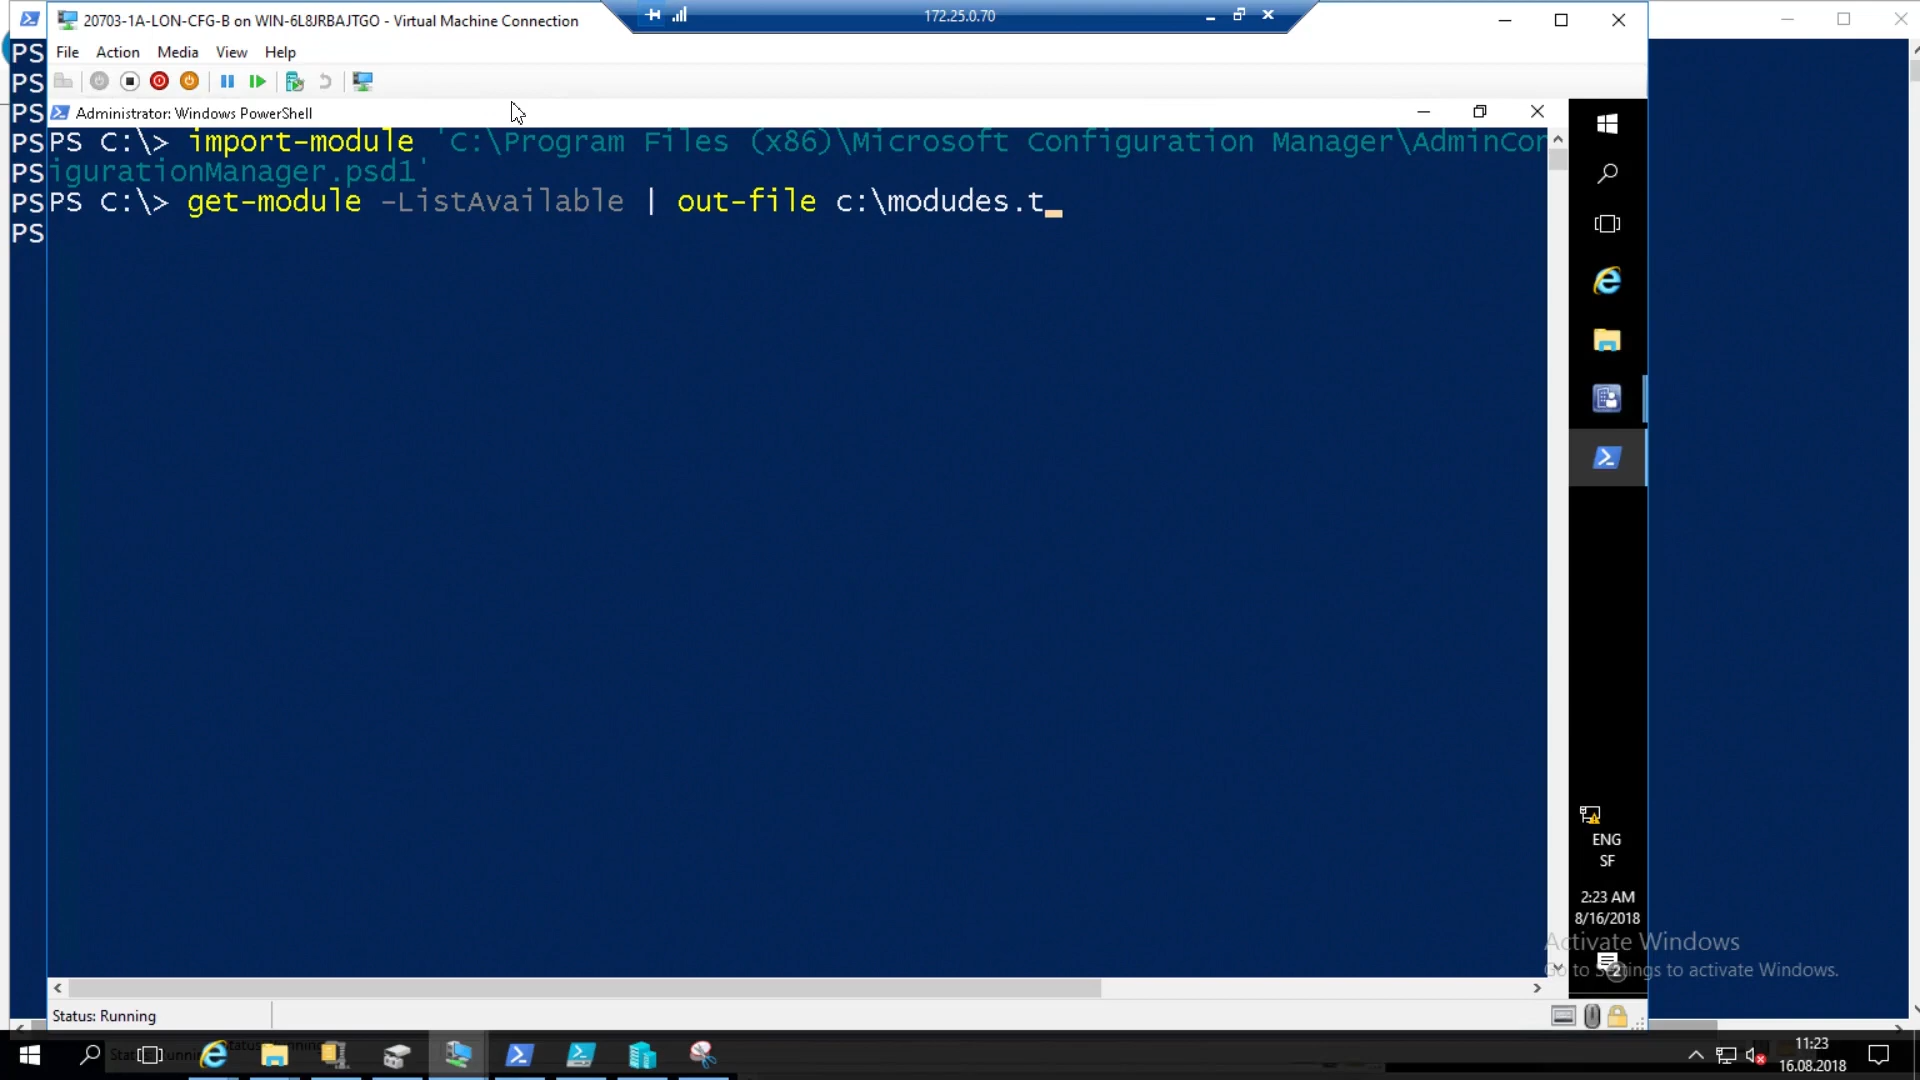 20703-1A-LON-CFG-B on WIN-6L8JRBAJTGO - Virtual Machine Connection
172.25.0.70
File Action Media View Help
Administrator: Windows PowerShell
PS
PS
PS
PS
PS
PS
PS
PS C:\> import-module 'C:\Program Files (x86)\Microsoft Configuration Manager\AdminCon
igurationManager.psd1'
PS C:\> get-module -ListAvailable | out-file c:\modudes.t
ENG
SF
2:23 AM
8/16/2018
Activate Windows
Go to Settings to activate Windows.
2
Status: Running
11:23
16.08.2018